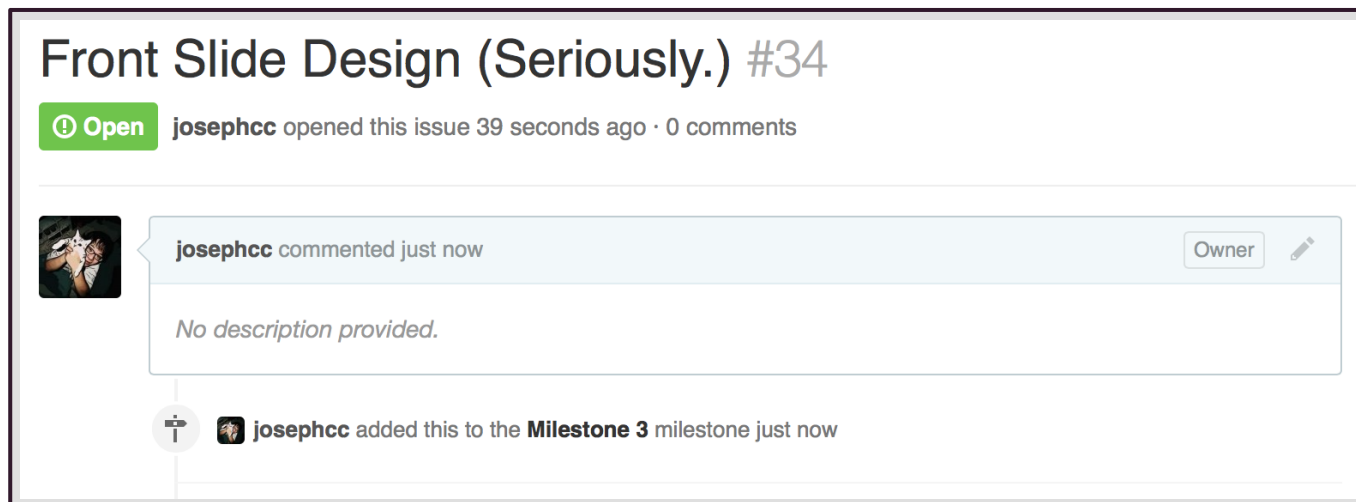 Front Slide Design (Seriously.) #34
Open josephcc opened this issue 39 seconds ago · 0 comments
josephcc commented just now Owner
No description provided.
josephcc added this to the Milestone 3 milestone just now